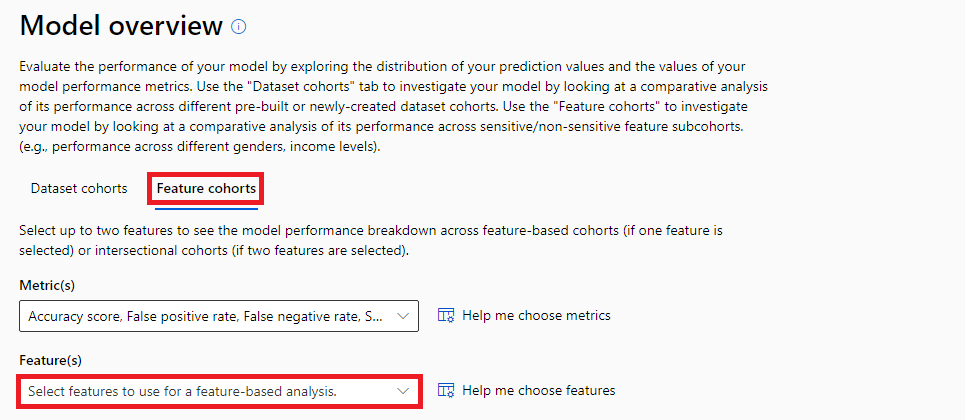 Model overview
Evaluate the performance of your model by exploring the distribution of your prediction values and the values of your
model performance metrics. Use the "Dataset cohorts" tab to investigate your model by looking at a comparative analysis
of its performance across different pre-built or newly-created dataset cohorts. Use the "Feature cohorts" to investigate
your model by looking at a comparative analysis of its performance across sensitive/non-sensitive feature subcohorts.
(e.g., performance across different genders, income levels).
Dataset cohorts Feature cohorts
Select up to two features to see the model performance breakdown across feature-based cohorts (if one feature is
selected) or intersectional cohorts (if two features are selected).
Metric(s)
Accuracy score, False positive rate, False negative rate, S... Help me choose metrics
Feature(s)
Select features to use for a feature-based analysis. Help me choose features